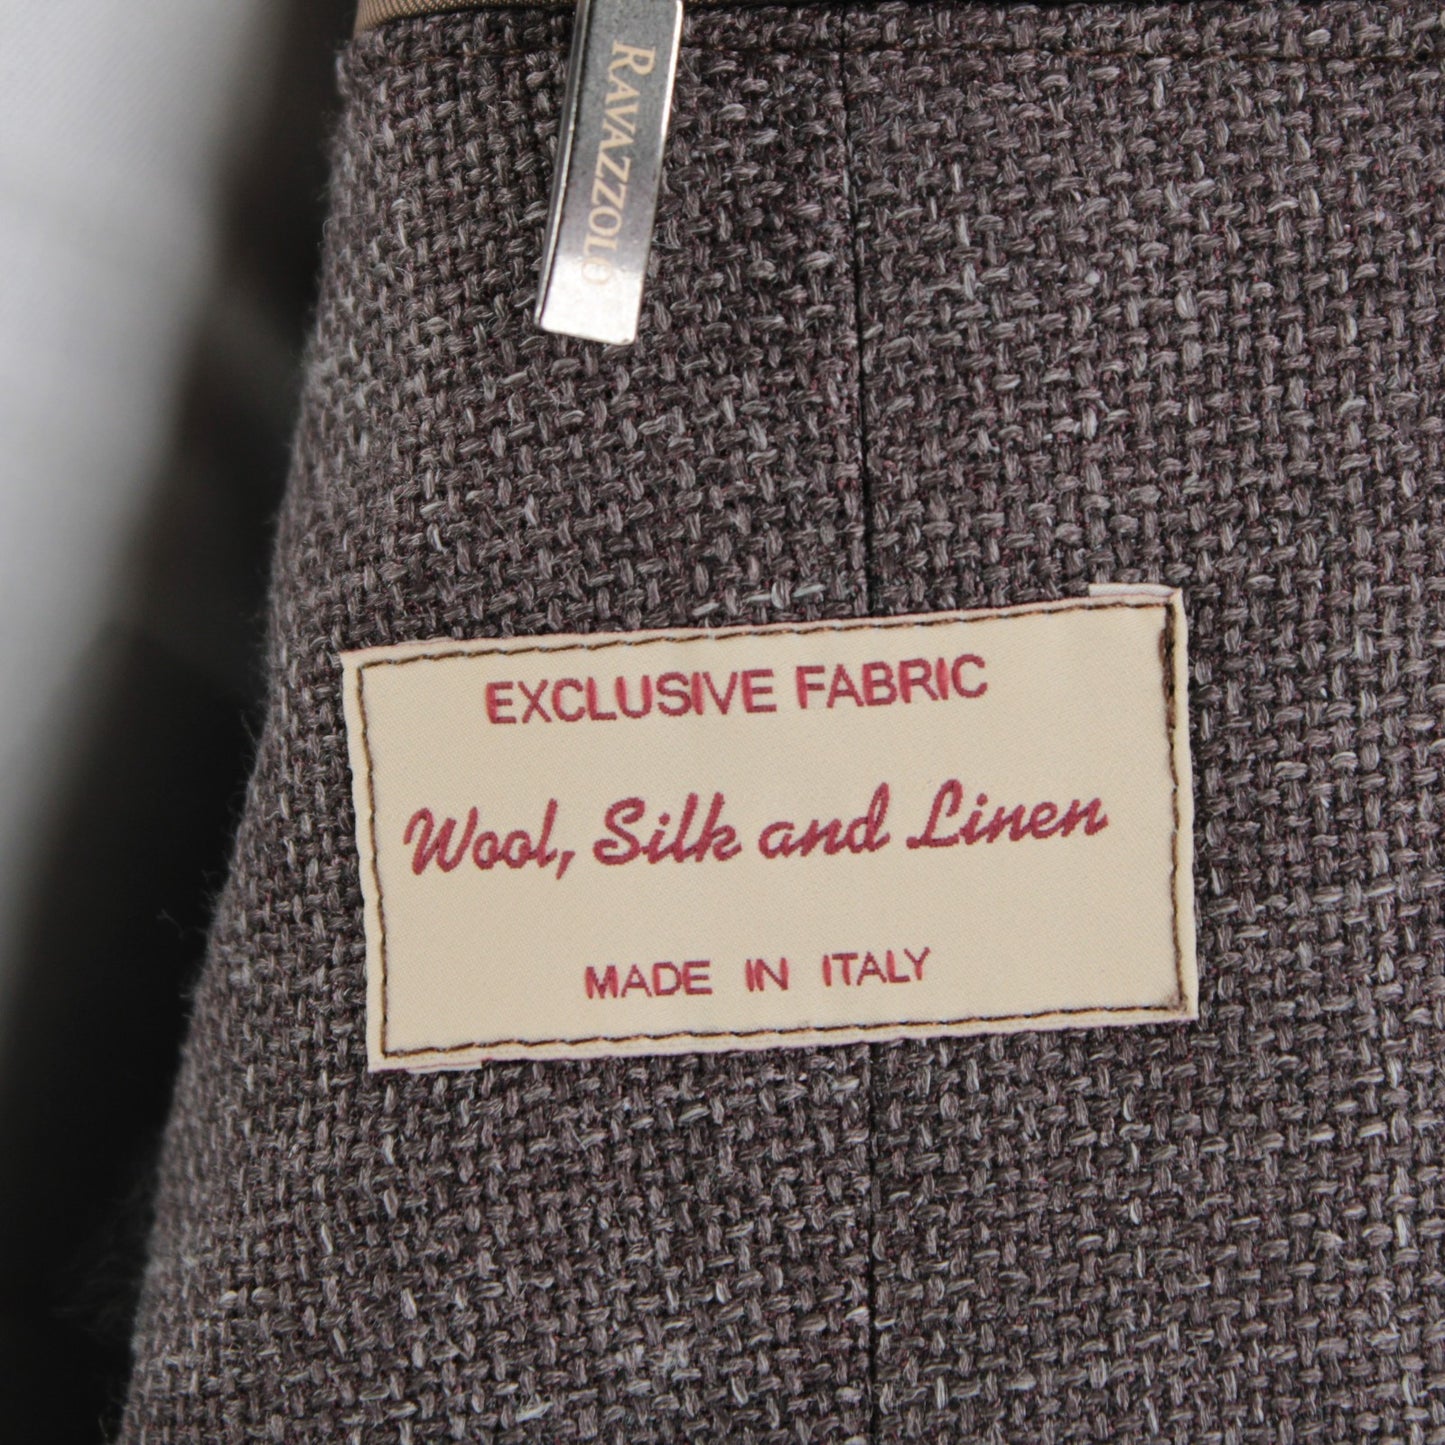 RAVAZZOLO
EXCLUSIVE FABRIC
Wool, Silk and Linen
MADE IN ITALY